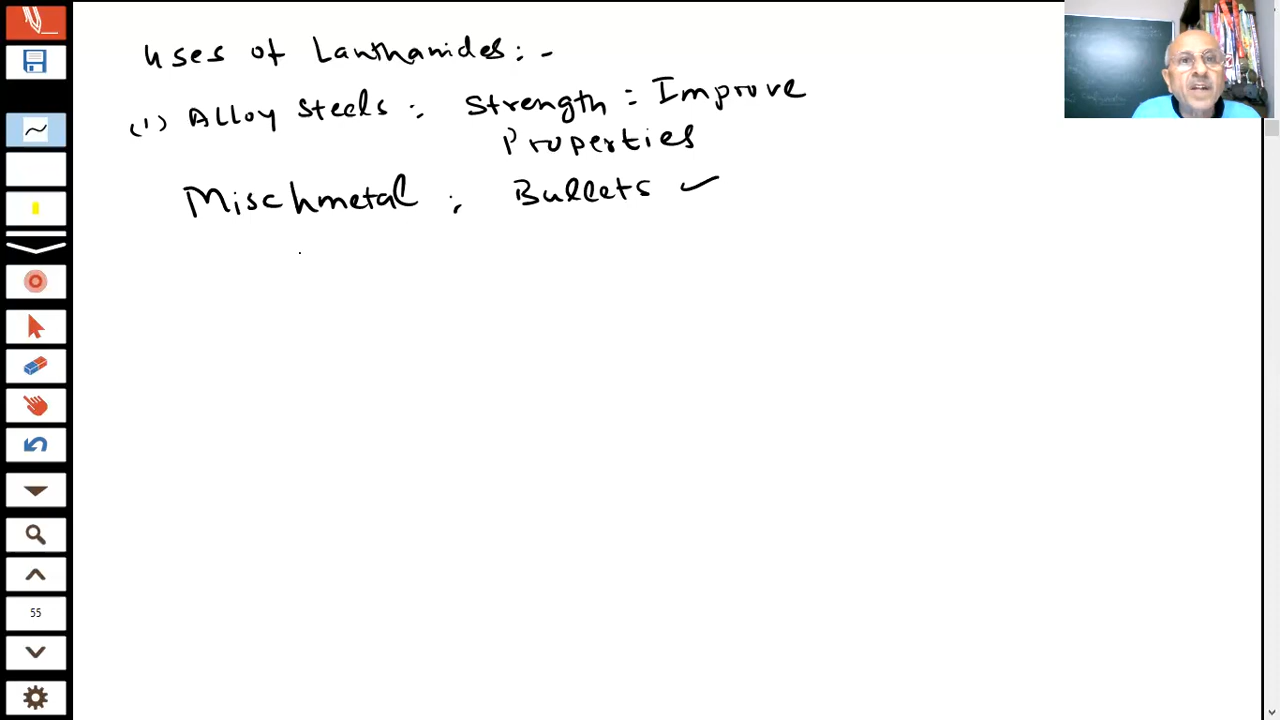 Uses of Lanthanides: -
(1) Alloy Steels : Strength : Improve
Properties
Mischmetal : Bullets ✓
55